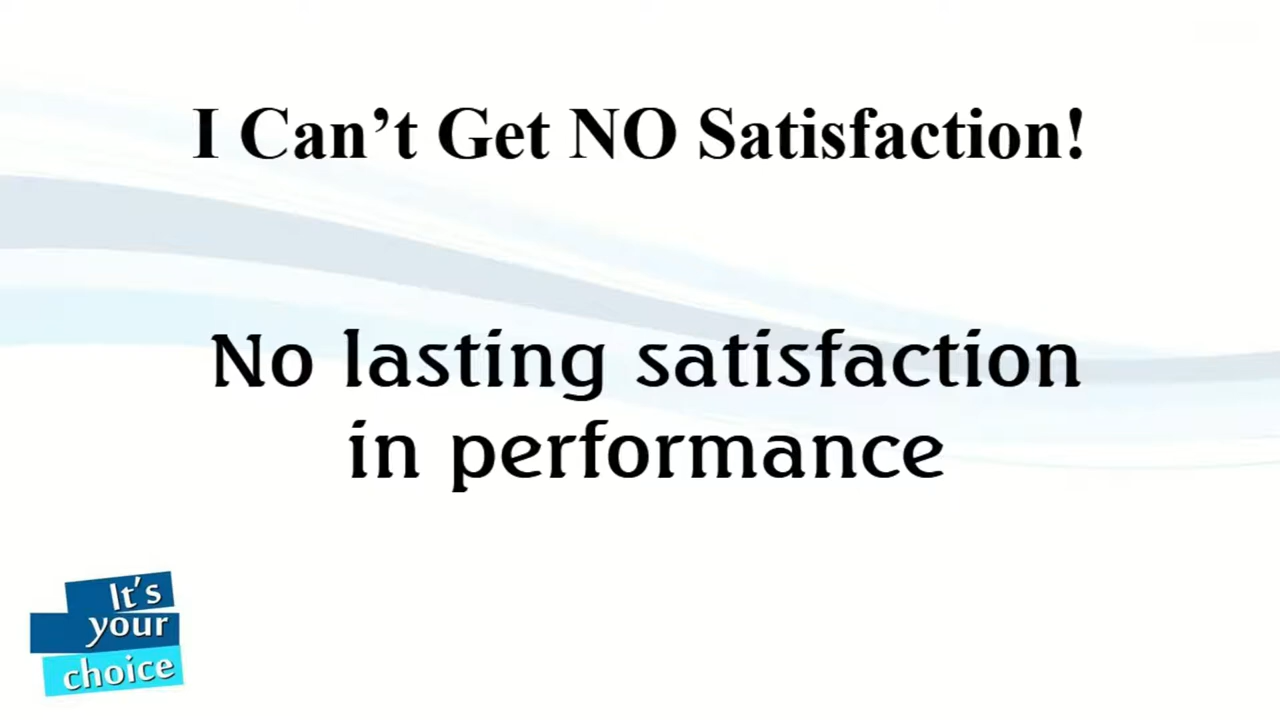 I Can’t Get NO Satisfaction!
No lasting satisfaction
in performance
It's
your
choice